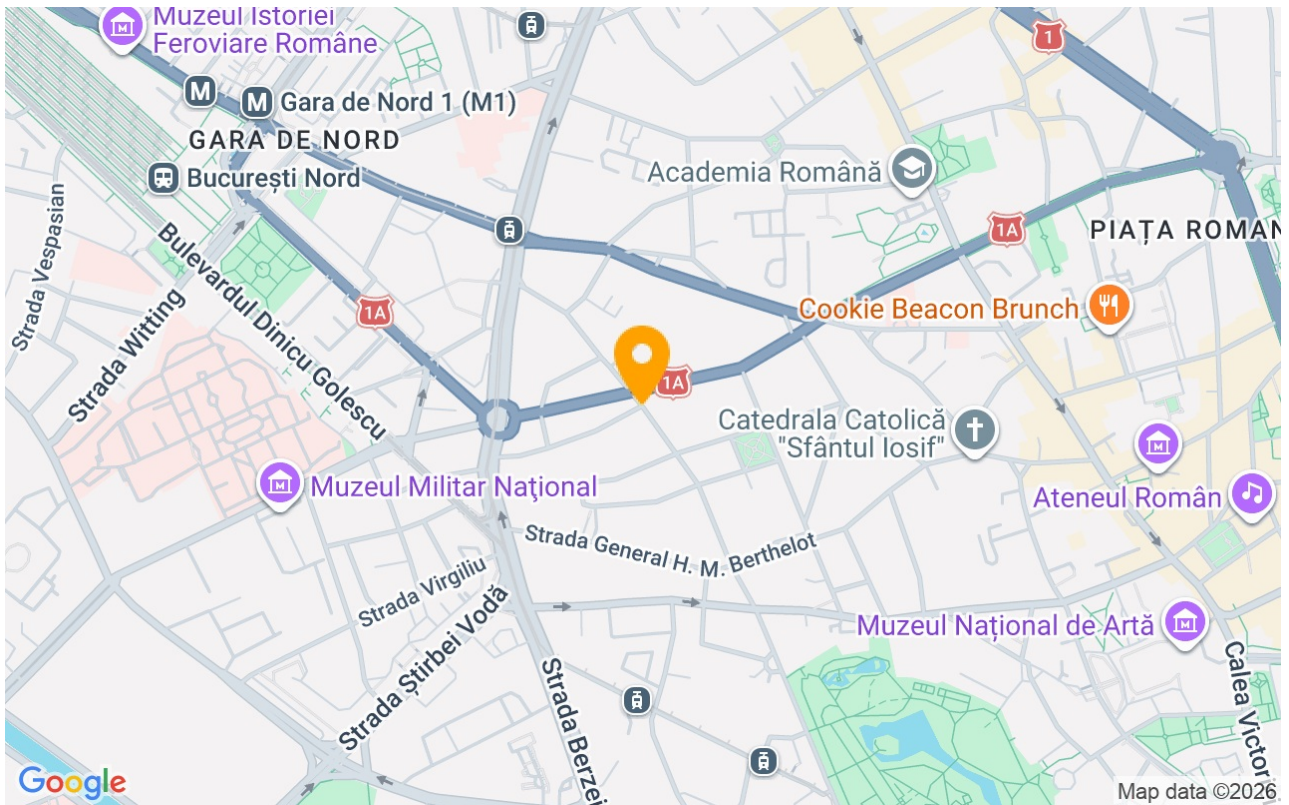 Muzeul Istoriei
Feroviare Române
1
M
M Gara de Nord 1 (M1)
GARA DE NORD
Academia Română
București Nord
Strada Vespasian
1A
PIAȚA ROMAN
Bulevardul Dinicu Golescu
Strada Witting
1A
Cookie Beacon Brunch
1A
Catedrala Catolică
"Sfântul Iosif"
Muzeul Militar Naţional
Ateneul Român
Strada General H. M. Berthelot
Strada Virgiliu
Strada Știrbei Vodă
Muzeul Național de Artă
Strada Berzei
Calea Victori
Google
Map data ©2026